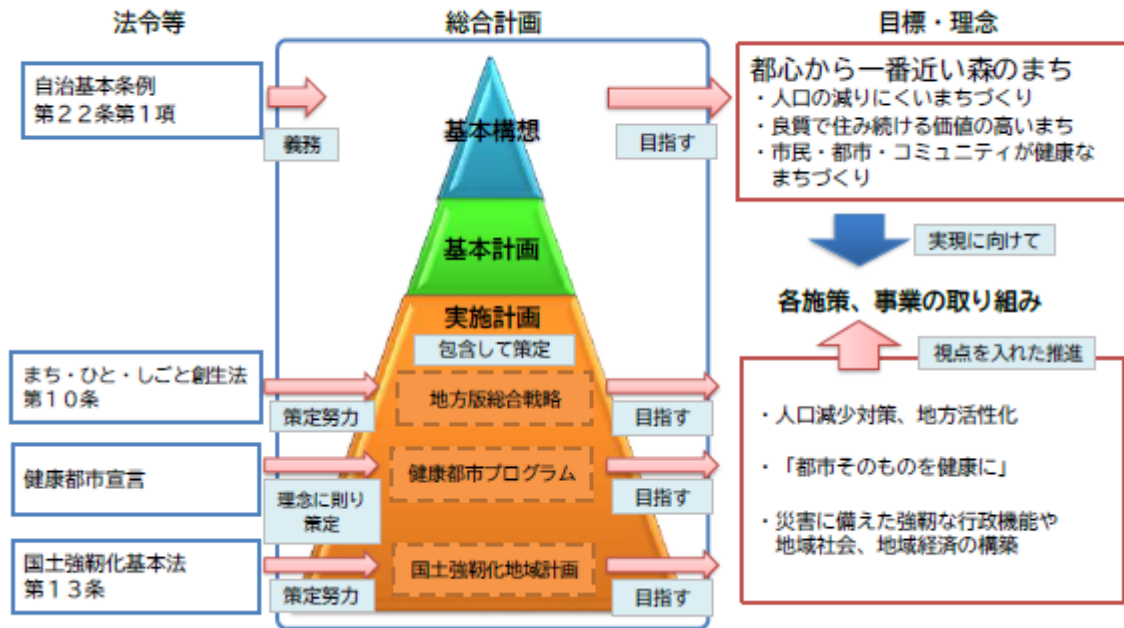 法令等
総合計画
目標・理念
自治基本条例
第２２条第１項
義務
基本構想
目指す
都心から一番近い森のまち
・人口の減りにくいまちづくり
・良質で住み続ける価値の高いまち
・市民・都市・コミュニティが健康な
まちづくり
基本計画
実現に向けて
各施策、事業の取り組み
実施計画
包含して策定
視点を入れた推進
まち・ひと・しごと創生法
第１０条
策定努力
地方版総合戦略
目指す
・人口減少対策、地方活性化
健康都市宣言
理念に則り
策定
健康都市プログラム
目指す
・「都市そのものを健康に」
国土強靭化基本法
第１３条
策定努力
国土強靭化地域計画
目指す
・災害に備えた強靭な行政機能や
地域社会、地域経済の構築